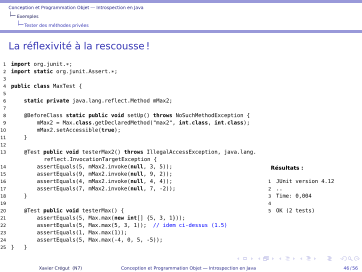 Conception et Programmation Objet — Introspection en Java
Exemples
Tester des méthodes privées
La réflexivité à la rescousse !
1 import org.junit.*;
2 import static org.junit.Assert.*;
3
4 public class MaxTest {
5
6 static private java.lang.reflect.Method mMax2;
7
8 @BeforeClass static public void setUp() throws NoSuchMethodException {
9 mMax2 = Max.class.getDeclaredMethod("max2", int.class, int.class);
10 mMax2.setAccessible(true);
11 }
12
13 @Test public void testerMax2() throws IllegalAccessException, java.lang.
reflect.InvocationTargetException {
14 assertEquals(5, mMax2.invoke(null, 3, 5));
15 assertEquals(9, mMax2.invoke(null, 9, 2));
16 assertEquals(4, mMax2.invoke(null, 4, 4));
17 assertEquals(7, mMax2.invoke(null, 7, -2));
18 }
19
20 @Test public void testerMax() {
21 assertEquals(5, Max.max(new int[] {5, 3, 1}));
22 assertEquals(5, Max.max(5, 3, 1)); // idem ci-dessus (1.5)
23 assertEquals(1, Max.max(1));
24 assertEquals(5, Max.max(-4, 0, 5, -5));
25 } }
Résultats :
1 JUnit version 4.12
2 ..
3 Time: 0,004
4
5 OK (2 tests)
Xavier Crégut (N7)
Conception et Programmation Objet — Introspection en Java
46 / 56